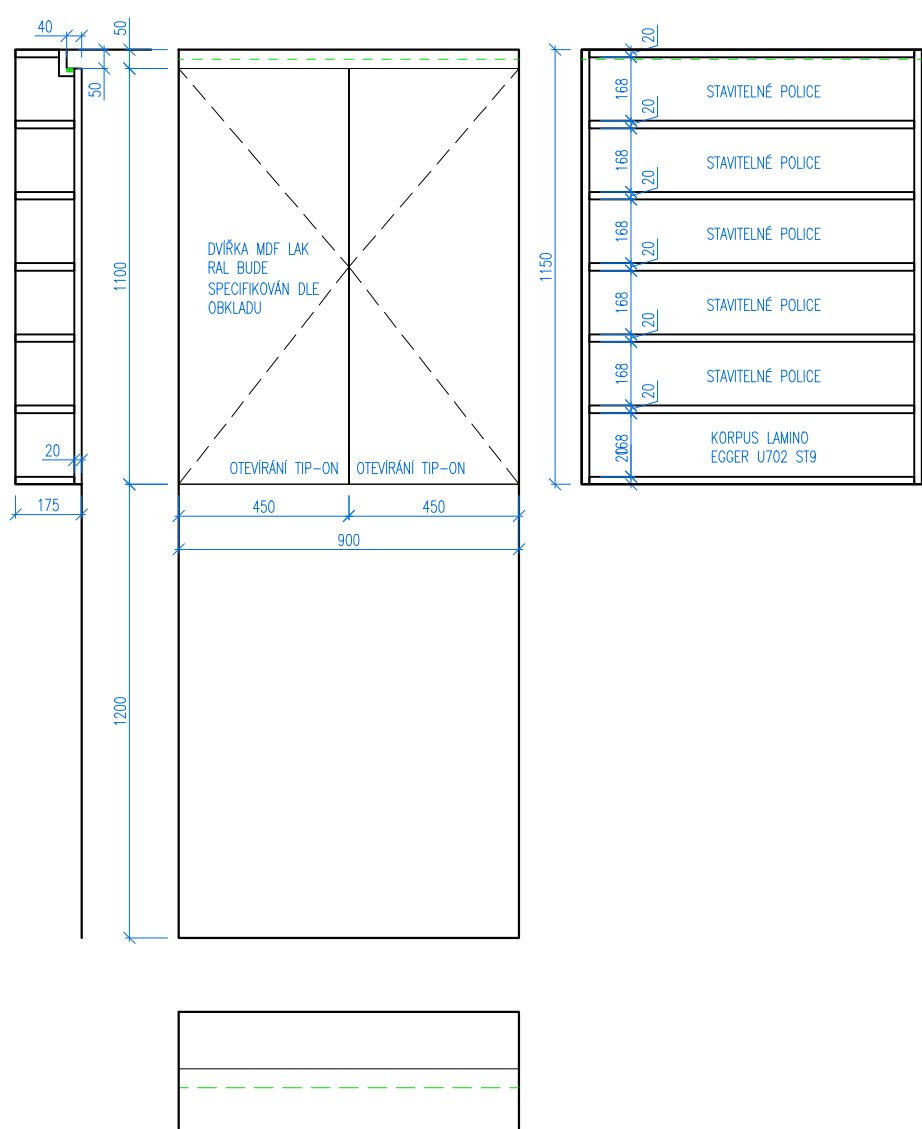 40
50
50
20
168
STAVITELNÉ POLICE
20
168
STAVITELNÉ POLICE
20
168
STAVITELNÉ POLICE
20
168
STAVITELNÉ POLICE
20
168
STAVITELNÉ POLICE
20
168
20
KORPUS LAMINO
EGGER U702 ST9
1150
1100
DVÍŘKA MDF LAK
RAL BUDE
SPECIFIKOVÁN DLE
OBKLADU
OTEVÍRÁNÍ TIP-ON
OTEVÍRÁNÍ TIP-ON
20
175
450
450
900
1200